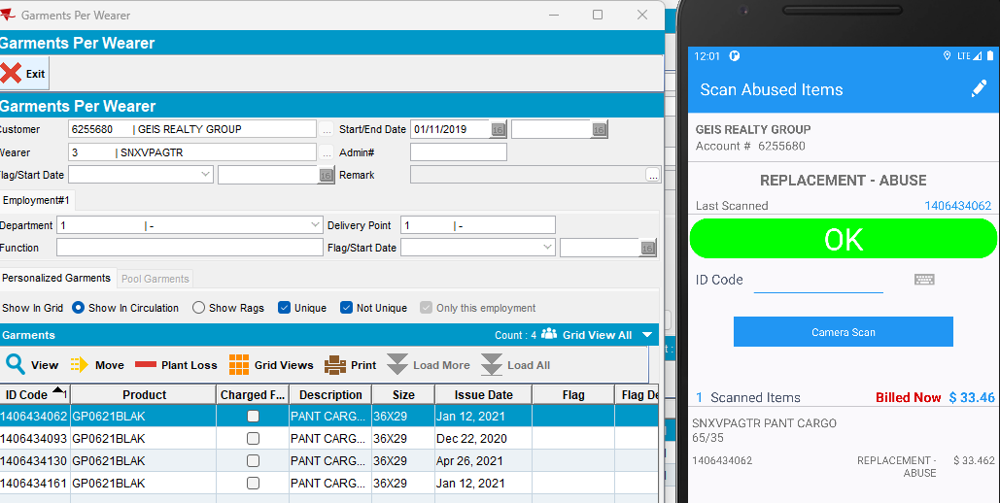 Garments Per Wearer
Garments Per Wearer
Exit
Garments Per Wearer
Customer 6255680 | GEIS REALTY GROUP ... Start/End Date 01/11/2019 16 16
Wearer 3 | SNXVPAGTR ... Admin#
Flag/Start Date 16 Remark ...
Employment#1
Department 1 | - Delivery Point 1 | -
Function Flag/Start Date 16
Personalized Garments Pool Garments
Show In Grid Show In Circulation Show Rags Unique Not Unique Only this employment
Garments Count : 4 Grid View All
View Move Plant Loss Grid Views Print Load More Load All
ID Code 1 Product Charged F... Description Size Issue Date Flag Flag De
1406434062 GP0621BLAK PANT CARG... 36X29 Jan 12, 2021
1406434093 GP0621BLAK PANT CARG... 36X29 Dec 22, 2020
1406434130 GP0621BLAK PANT CARG... 36X29 Apr 26, 2021
1406434161 GP0621BLAK PANT CARG... 36X29 Jan 12, 2021
12:01 LTE
Scan Abused Items
GEIS REALTY GROUP
Account # 6255680
REPLACEMENT - ABUSE
Last Scanned 1406434062
OK
ID Code
Camera Scan
1 Scanned Items Billed Now $ 33.46
SNXVPAGTR PANT CARGO
65/35
1406434062 REPLACEMENT - $ 33.462
ABUSE